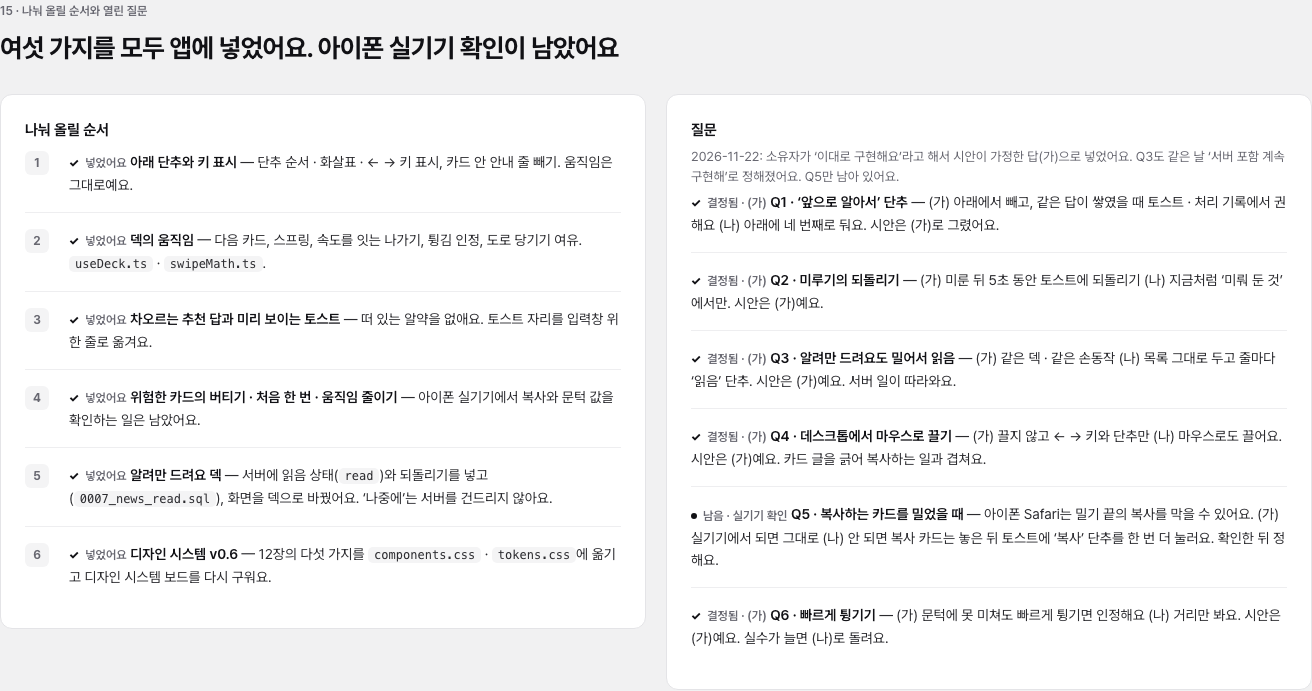 15 · 나눠 올릴 순서와 열린 질문
여섯 가지를 모두 앱에 넣었어요. 아이폰 실기기 확인이 남았어요
나눠 올릴 순서
1
✓ 넣었어요 아래 단추와 키 표시 — 단추 순서 · 화살표 · ← → 키 표시, 카드 안 안내 줄 빼기. 움직임은
그대로예요.
2
✓ 넣었어요 덱의 움직임 — 다음 카드, 스프링, 속도를 잇는 나가기, 튕김 인정, 도로 당기기 여유.
useDeck.ts · swipeMath.ts .
3
✓ 넣었어요 차오르는 추천 답과 미리 보이는 토스트 — 떠 있는 알약을 없애요. 토스트 자리를 입력창 위
한 줄로 옮겨요.
4
✓ 넣었어요 위험한 카드의 버티기 · 처음 한 번 · 움직임 줄이기 — 아이폰 실기기에서 복사와 문턱 값을
확인하는 일은 남았어요.
5
✓ 넣었어요 알려만 드려요 덱 — 서버에 읽음 상태( read )와 되돌리기를 넣고
( 0007_news_read.sql ), 화면을 덱으로 바꿨어요. ‘나중에’는 서버를 건드리지 않아요.
6
✓ 넣었어요 디자인 시스템 v0.6 — 12장의 다섯 가지를 components.css · tokens.css 에 옮기
고 디자인 시스템 보드를 다시 구워요.
질문
2026-11-22: 소유자가 ‘이대로 구현해요’라고 해서 시안이 가정한 답(가)으로 넣었어요. Q3도 같은 날 ‘서버 포함 계속
구현해’로 정해졌어요. Q5만 남아 있어요.
✓ 결정됨 · (가) Q1 · ‘앞으로 알아서’ 단추 — (가) 아래에서 빼고, 같은 답이 쌓였을 때 토스트 · 처리 기록에서 권
해요 (나) 아래에 네 번째로 둬요. 시안은 (가)로 그렸어요.
✓ 결정됨 · (가) Q2 · 미루기의 되돌리기 — (가) 미룬 뒤 5초 동안 토스트에 되돌리기 (나) 지금처럼 ‘미뤄 둔 것’
에서만. 시안은 (가)예요.
✓ 결정됨 · (가) Q3 · 알려만 드려요도 밀어서 읽음 — (가) 같은 덱 · 같은 손동작 (나) 목록 그대로 두고 줄마다
‘읽음’ 단추. 시안은 (가)예요. 서버 일이 따라와요.
✓ 결정됨 · (가) Q4 · 데스크톱에서 마우스로 끌기 — (가) 끌지 않고 ← → 키와 단추만 (나) 마우스로도 끌어요.
시안은 (가)예요. 카드 글을 긁어 복사하는 일과 겹쳐요.
● 남음 · 실기기 확인 Q5 · 복사하는 카드를 밀었을 때 — 아이폰 Safari는 밀기 끝의 복사를 막을 수 있어요. (가)
실기기에서 되면 그대로 (나) 안 되면 복사 카드는 놓은 뒤 토스트에 ‘복사’ 단추를 한 번 더 눌러요. 확인한 뒤 정
해요.
✓ 결정됨 · (가) Q6 · 빠르게 튕기기 — (가) 문턱에 못 미쳐도 빠르게 튕기면 인정해요 (나) 거리만 봐요. 시안은
(가)예요. 실수가 늘면 (나)로 돌려요.